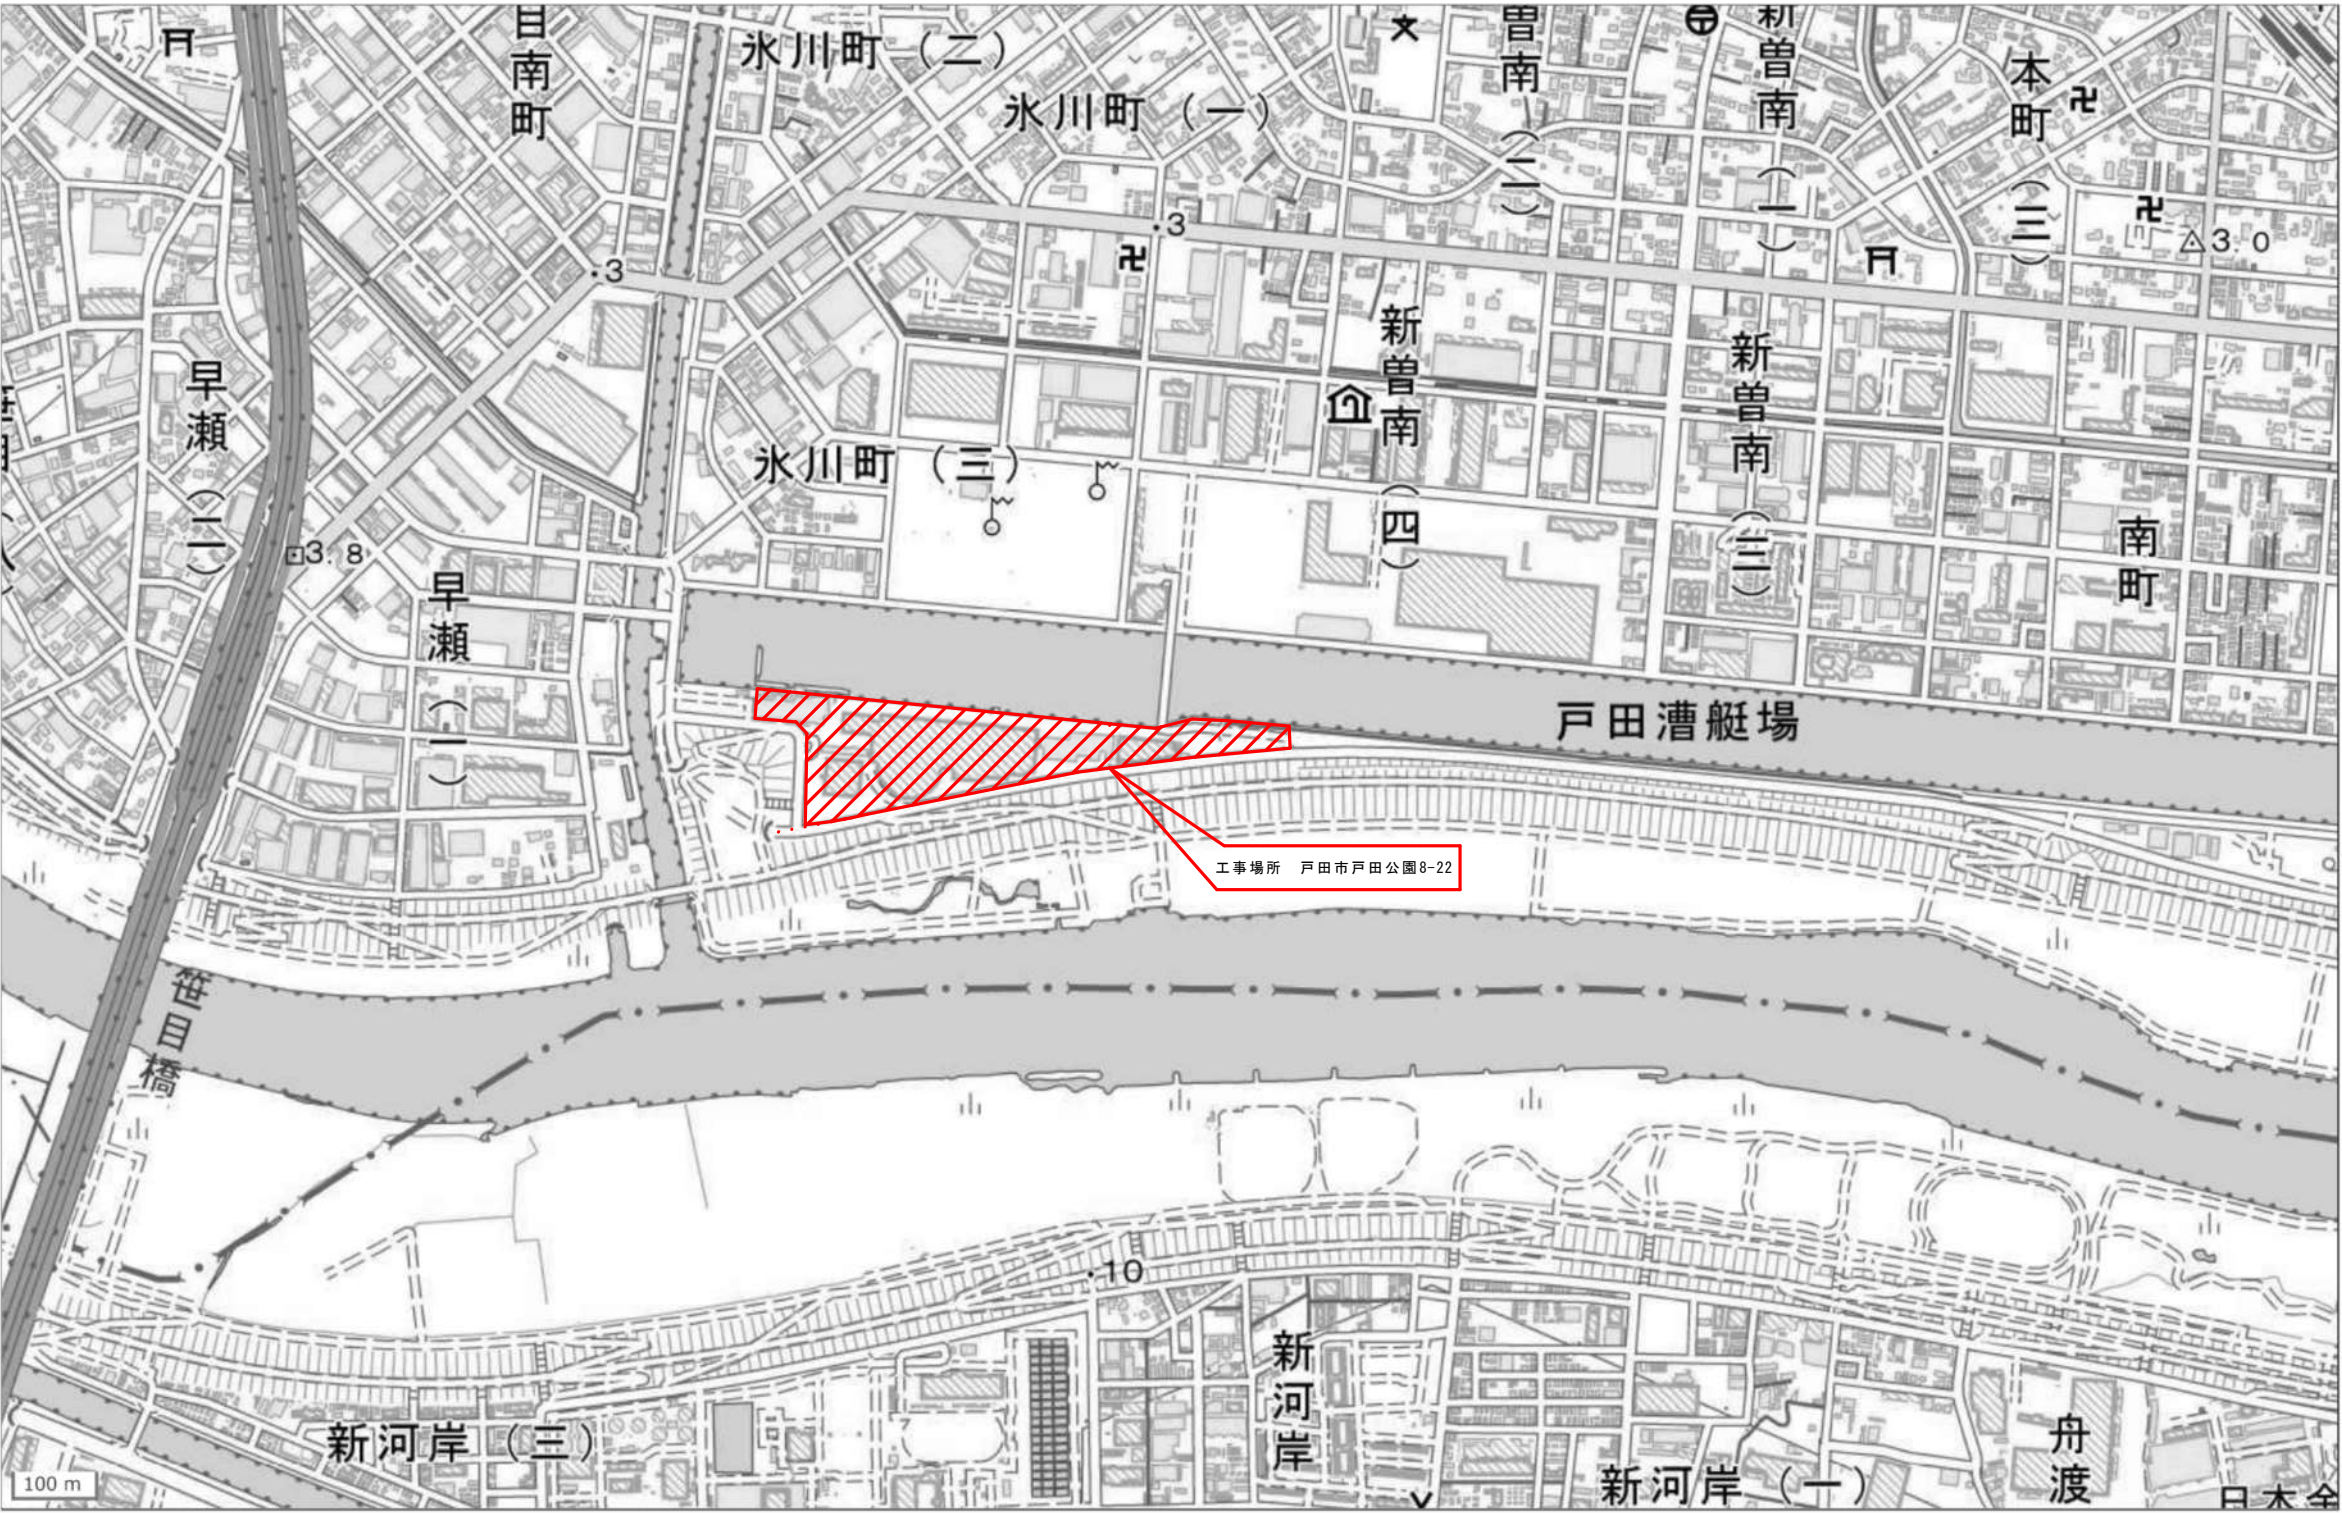 目南町
氷川町(二)
氷川町(一)
曽南(二)
新曽南(一)
本町(三)
3
3
3.0
早瀬(二)
新曽南(四)
新曽南(三)
氷川町(三)
南町
3.8
早瀬(一)
戸田漕艇場
工事場所 戸田市戸田公園8-22
笹目橋
10
新河岸(三)
新河岸
新河岸(一)
舟渡
100 m